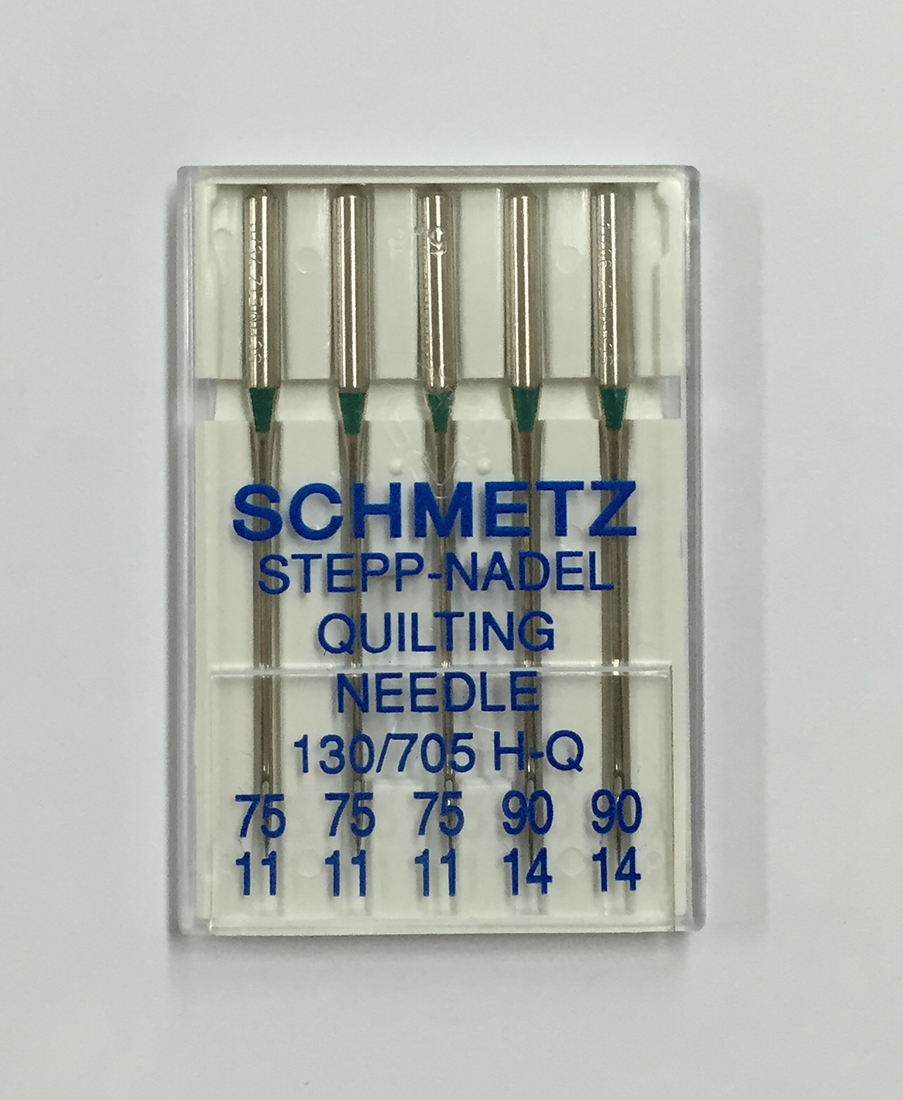 SCHMETZ
STEPP-NADEL
QUILTING
NEEDLE
130/705 H-Q
75 75 75 90 90
11 11 11 14 14